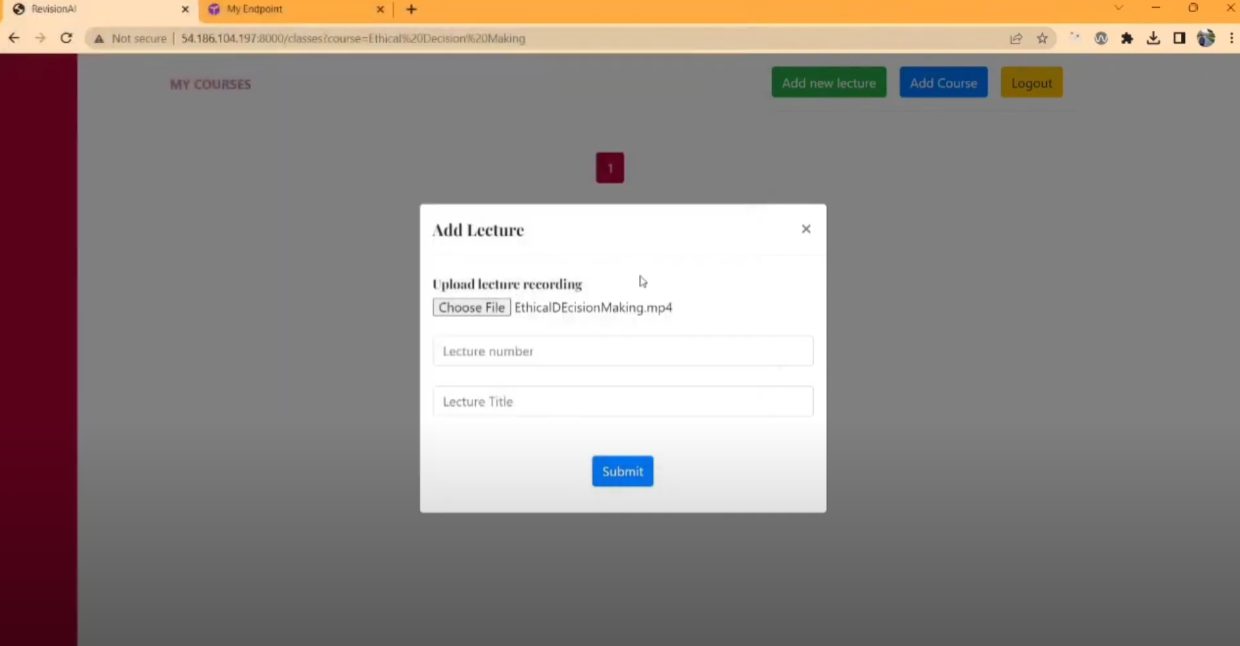 RevisionAI
My Endpoint
Not secure | 54.186.104.197:8000/classes?course=Ethical%20Decision%20Making
MY COURSES
Add new lecture
Add Course
Logout
1
Add Lecture
×
Upload lecture recording
Choose File EthicalDEcisionMaking.mp4
Lecture number
Lecture Title
Submit